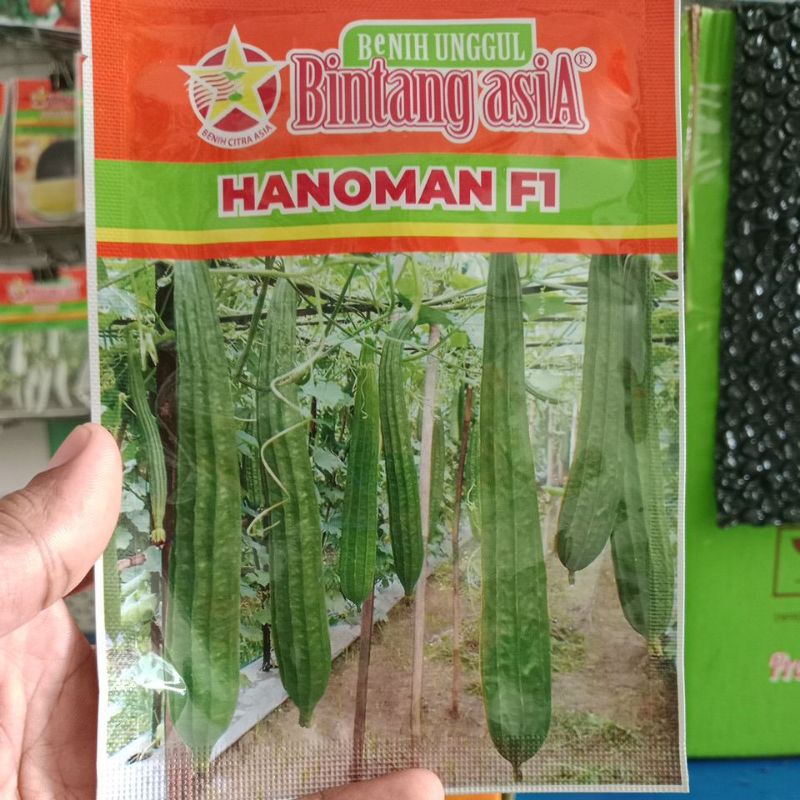 BeNIH UNGGUL
Bintang asiA®
BENIH CITRA ASIA
HANOMAN F1